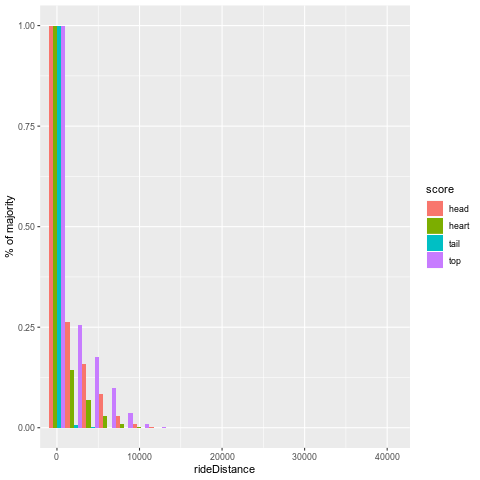 1.00
0.75
0.50
0.25
0.00
% of majority
0
10000
20000
30000
40000
rideDistance
score
head
heart
tail
top